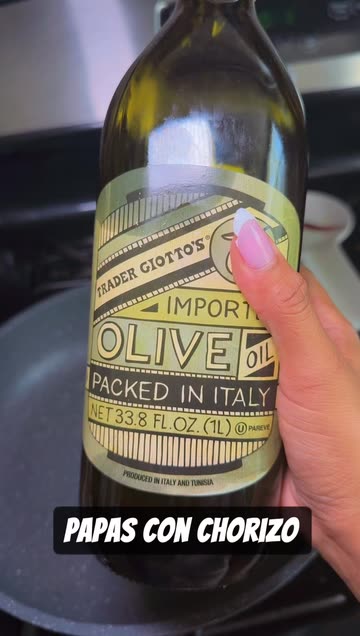 TRADER GIOTTO'S
IMPORT
OLIVE OIL
PACKED IN ITALY
NET 33.8 FL.OZ. (1L) U PAREVE
PRODUCED IN ITALY AND TUNISIA
PAPAS CON CHORIZO